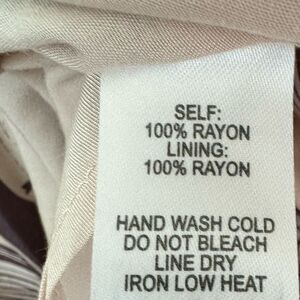 SELF:
100% RAYON
LINING:
100% RAYON
HAND WASH COLD
DO NOT BLEACH
LINE DRY
IRON LOW HEAT